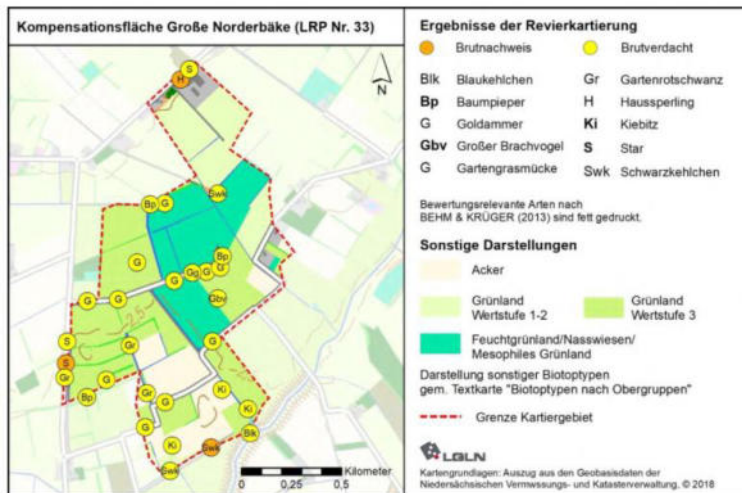 Kompensationsfläche Große Norderbäke (LRP Nr. 33)
N
S
H
Bp
G
Swk
Bp
G
G
G
Gg
G
G
Gbv
G
G
25
S
G
Gr
S
Gr
G
Bp
Gr
G
Ki
Ki
G
Blk
Ki
Swk
Swk
Kilometer
0
0,25
0,5
Ergebnisse der Revierkartierung
Brutnachweis
Brutverdacht
Blk Blaukehlchen
Gr Gartenrotschwanz
Bp Baumpieper
H Haussperling
G Goldammer
Ki Kiebitz
Gbv Großer Brachvogel
S Star
G Gartengrasmücke
Swk Schwarzkehlchen
Bewertungsrelevante Arten nach
BEHM & KRÜGER (2013) sind fett gedruckt.
Sonstige Darstellungen
Acker
Grünland
Wertstufe 1-2
Grünland
Wertstufe 3
Feuchtgrünland/Nasswiesen/
Mesophiles Grünland
Darstellung sonstiger Biotoptypen
gem. Textkarte "Biotoptypen nach Obergruppen"
Grenze Kartiergebiet
LGLN
Kartengrundlagen: Auszug aus den Geobasisdaten der
Niedersächsischen Vermwssungs- und Katasterverwaltung, © 2018